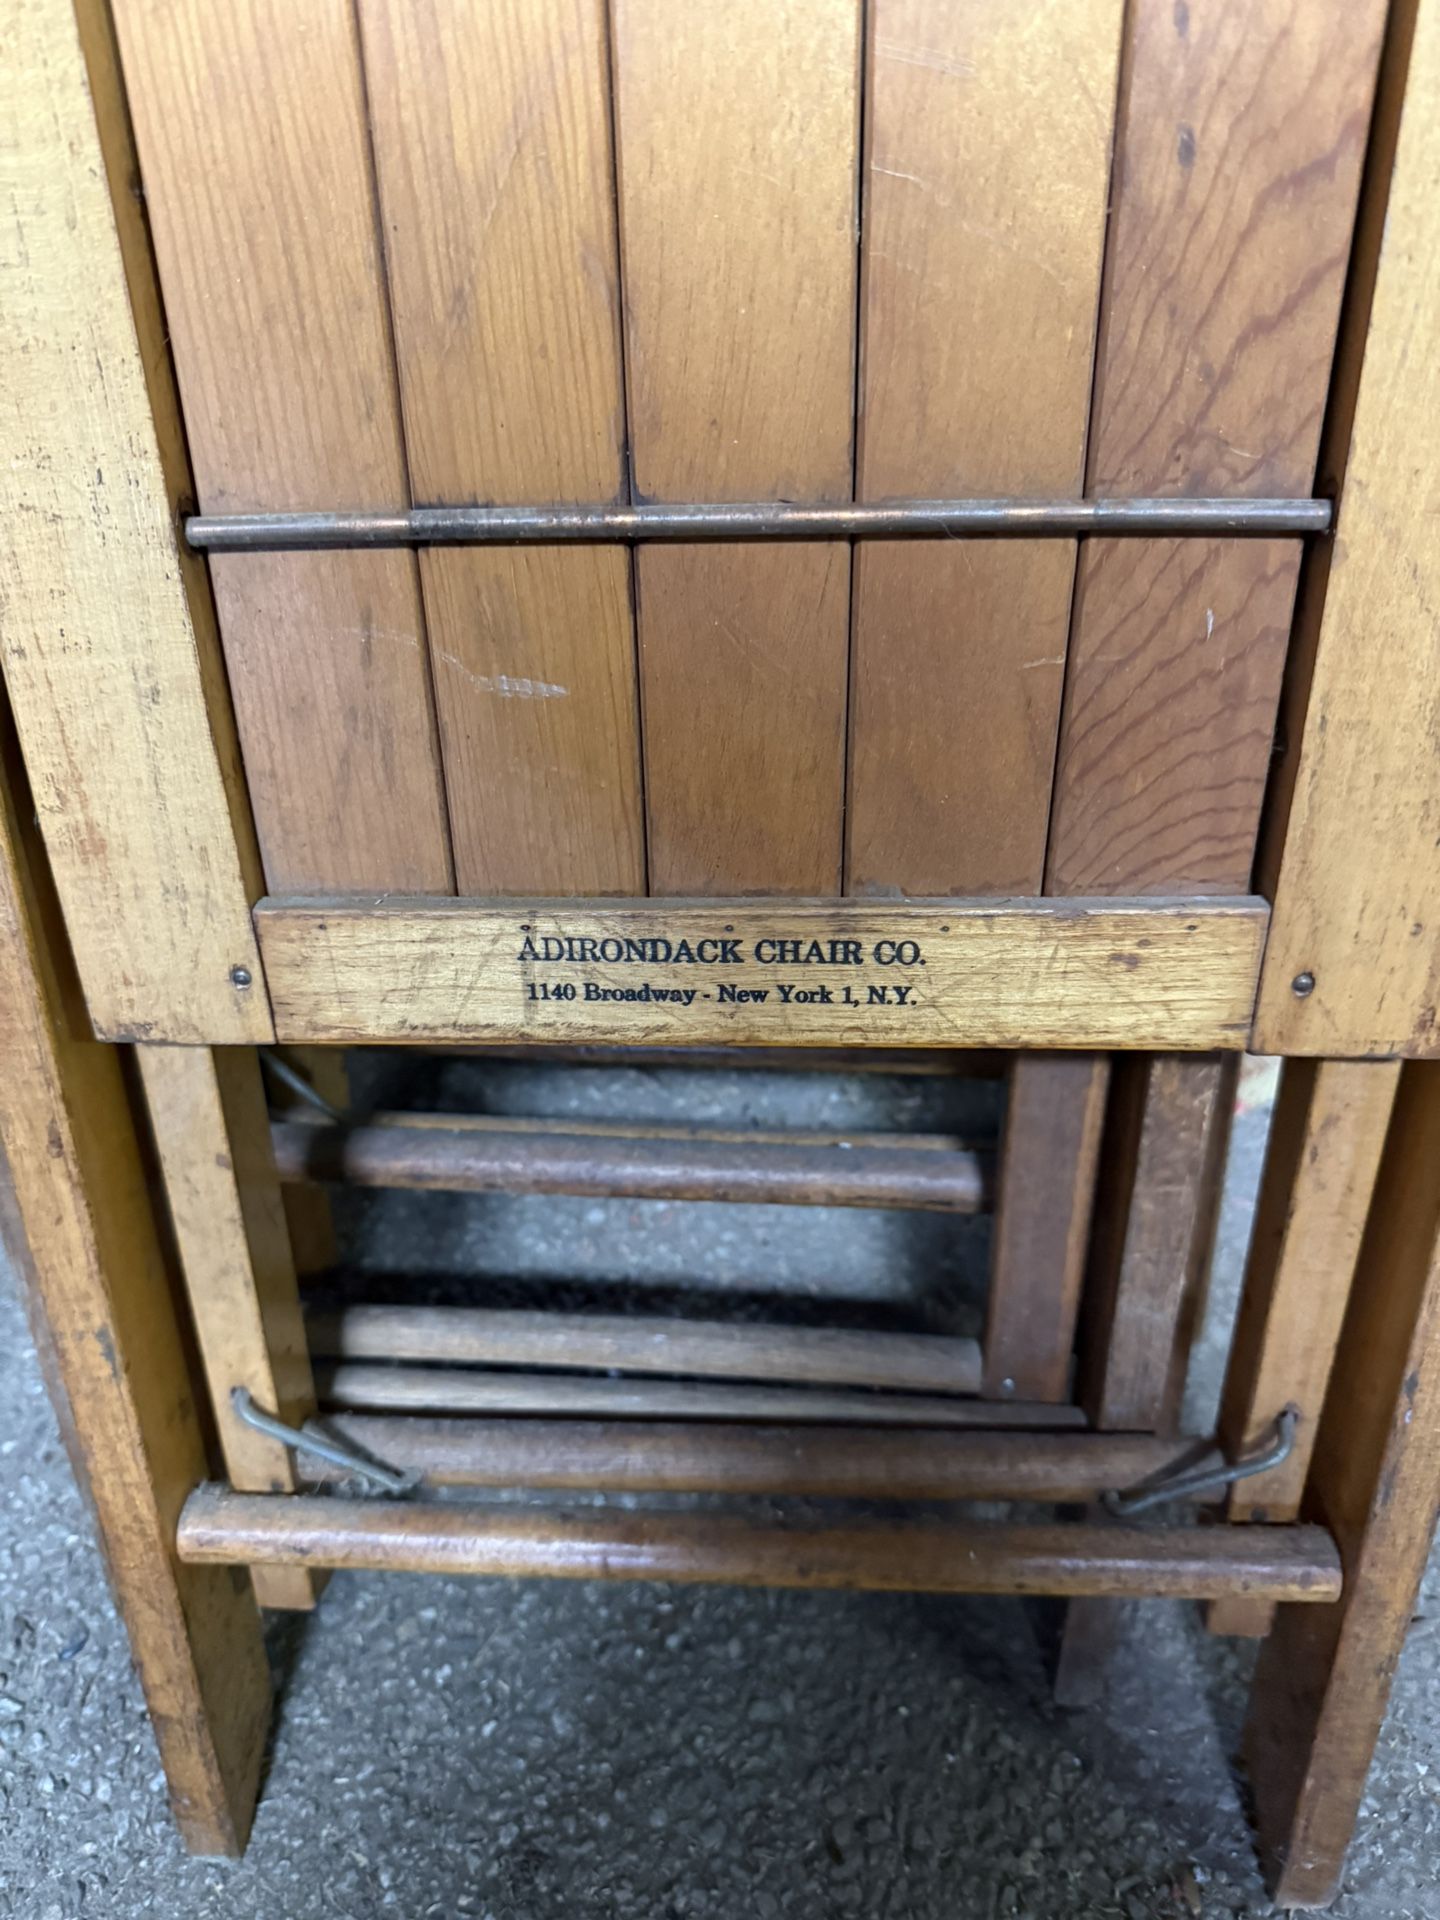 ADIRONDACK CHAIR CO.
1140 Broadway - New York 1, N.Y.